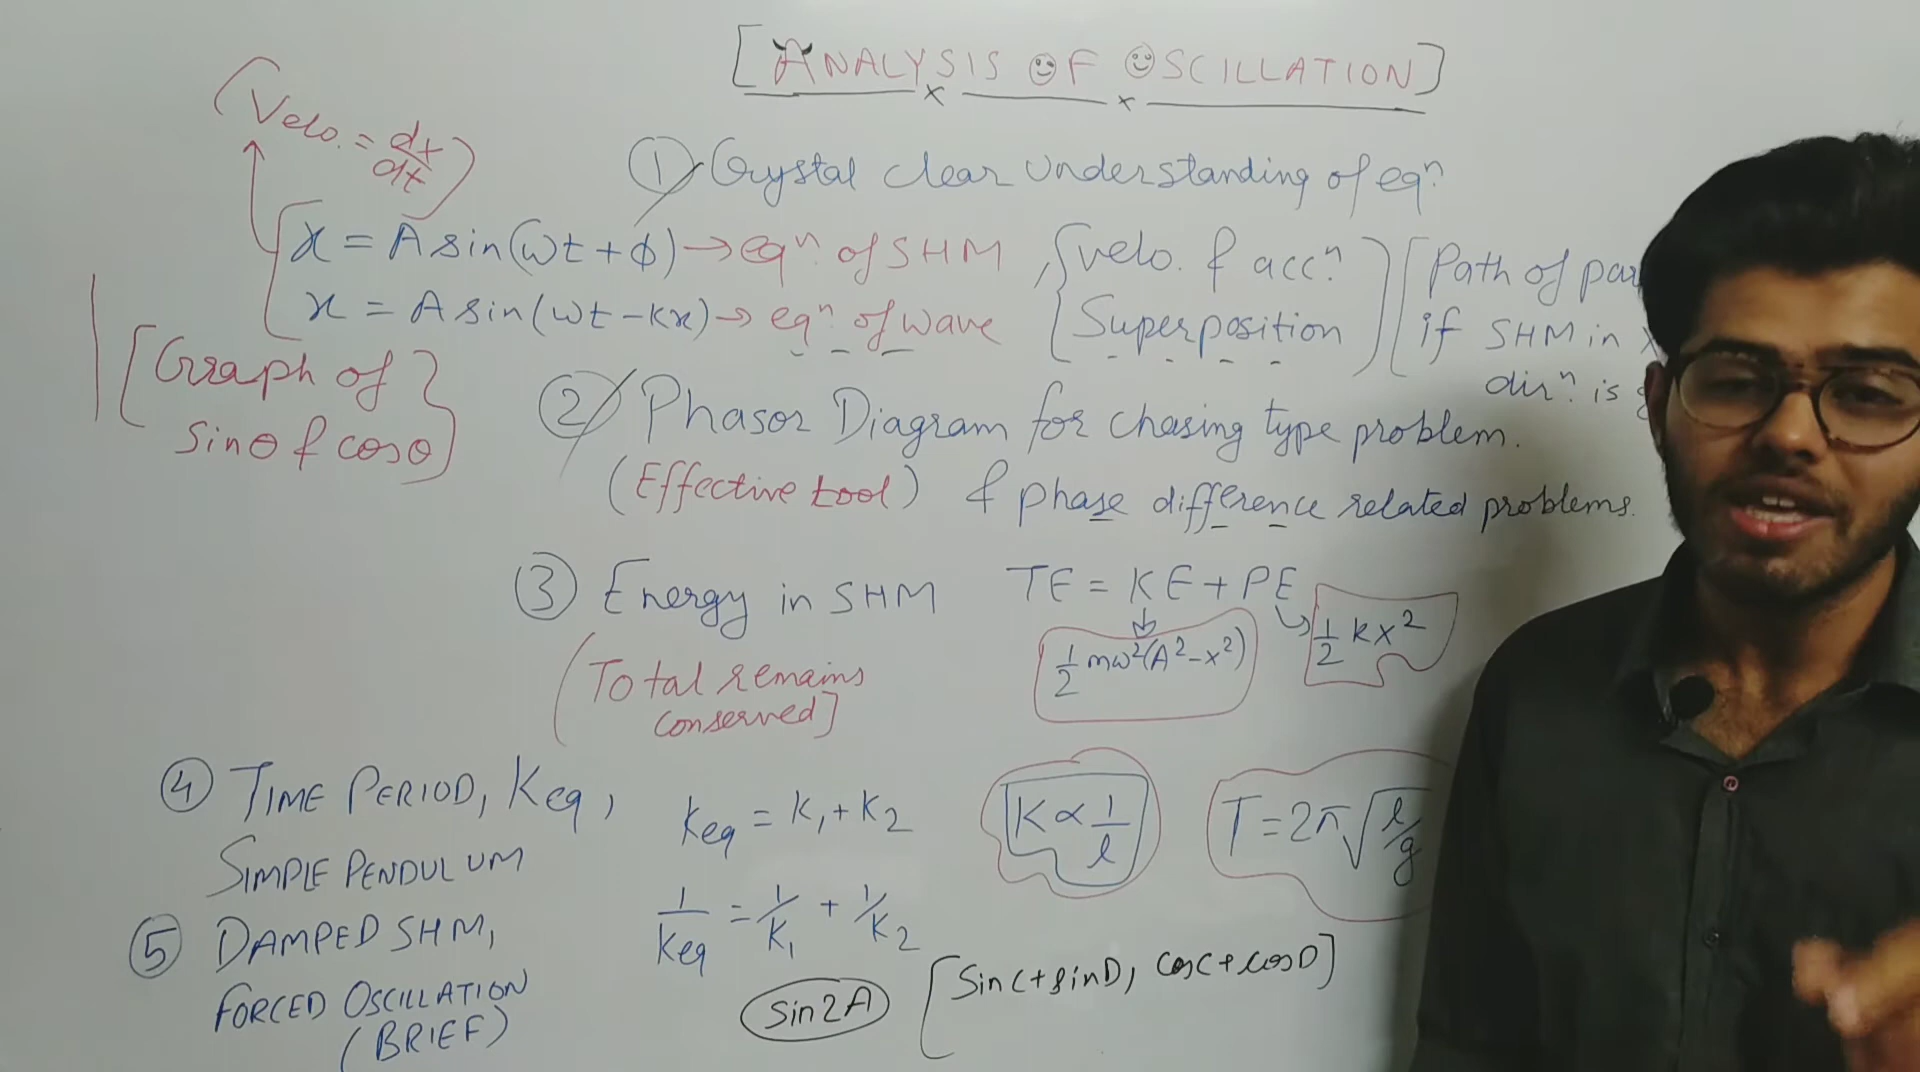 [ANALYSIS OF OSCILLATION]
(Velo. = dx/dt)
① Crystal clear understanding of eqⁿ.
x = A sin(ωt + ϕ) → eqⁿ. of SHM, {velo. & accⁿ. [Path of
x = A sin(ωt - kx) → eqⁿ. of wave {Superposition} if SHM in
dirⁿ. is
[Graph of
sinθ & cosθ}
② Phasor Diagram for chasing type problem.
(Effective tool) & phase difference related problems.
③ Energy in SHM TE = KE + PE
1/2 mω²(A²-x²) 1/2 kx²
(Total remains
conserved]
④ TIME PERIOD, Keq, Keq = K₁ + K₂ K ∝ 1/l T = 2π√(l/g)
SIMPLE PENDULUM
⑤ DAMPED SHM, 1/Keq = 1/K₁ + 1/K₂
FORCED OSCILLATION
(BRIEF)
sin2A [sinC + sinD, cosC + cosD]